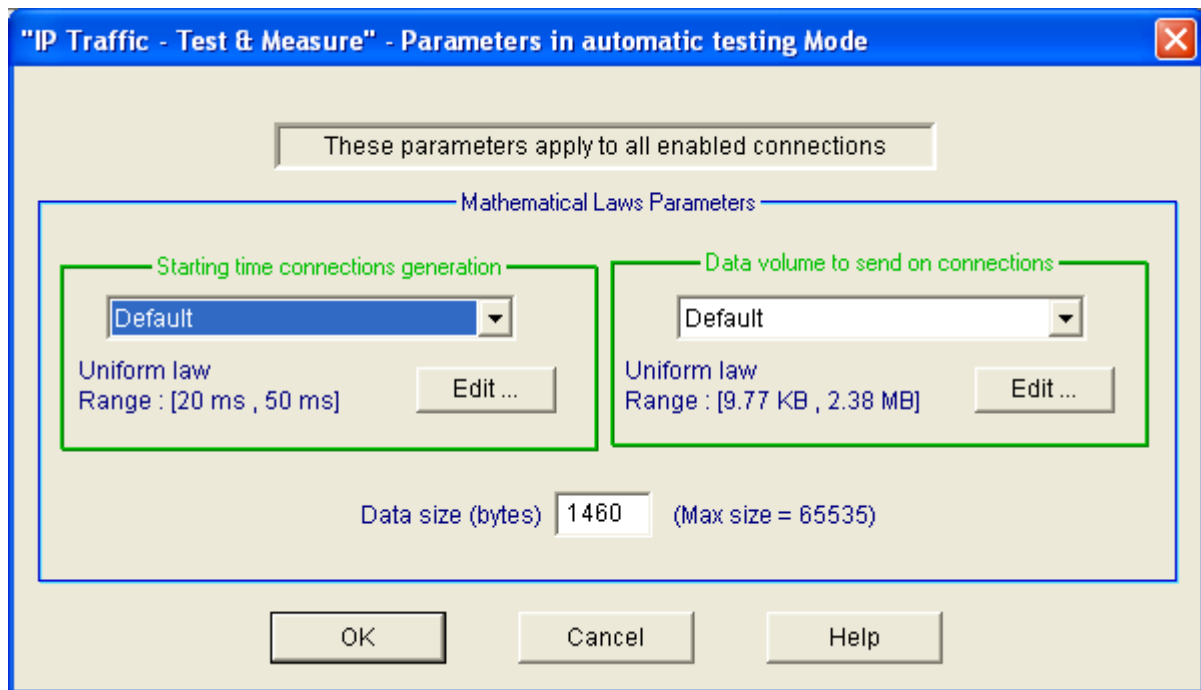 "IP Traffic - Test & Measure" - Parameters in automatic testing Mode
These parameters apply to all enabled connections
Mathematical Laws Parameters
Starting time connections generation
Default
Uniform law
Range : [20 ms , 50 ms]
Edit ...
Data volume to send on connections
Default
Uniform law
Range : [9.77 KB , 2.38 MB]
Edit ...
Data size (bytes) 1460 (Max size = 65535)
OK Cancel Help